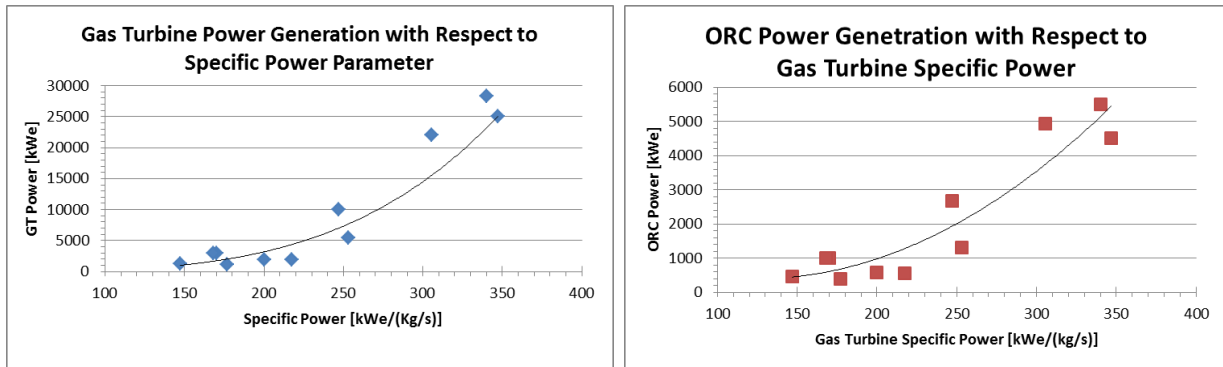 Gas Turbine Power Generation with Respect to
Specific Power Parameter
GT Power [kWe]
30000
25000
20000
15000
10000
5000
0
100 150 200 250 300 350 400
Specific Power [kWe/(Kg/s)]
ORC Power Genetration with Respect to
Gas Turbine Specific Power
ORC Power [kWe]
6000
5000
4000
3000
2000
1000
0
100 150 200 250 300 350 400
Gas Turbine Specific Power [kWe/(kg/s)]